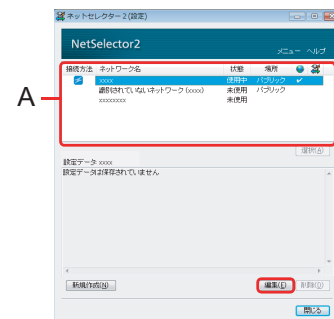 ネットセレクター2(設定)
NetSelector2
メニュー ヘルプ
接続方法 ネットワーク名 状態 場所
xxxx 使用中 パブリック
識別されていないネットワーク (xxxx) 未使用 パブリック
xxxxxxxx 未使用
A
選択(A)
設定データ: xxxx
設定データは保存されていません
新規作成(N) 編集(E) 削除(D)
閉じる